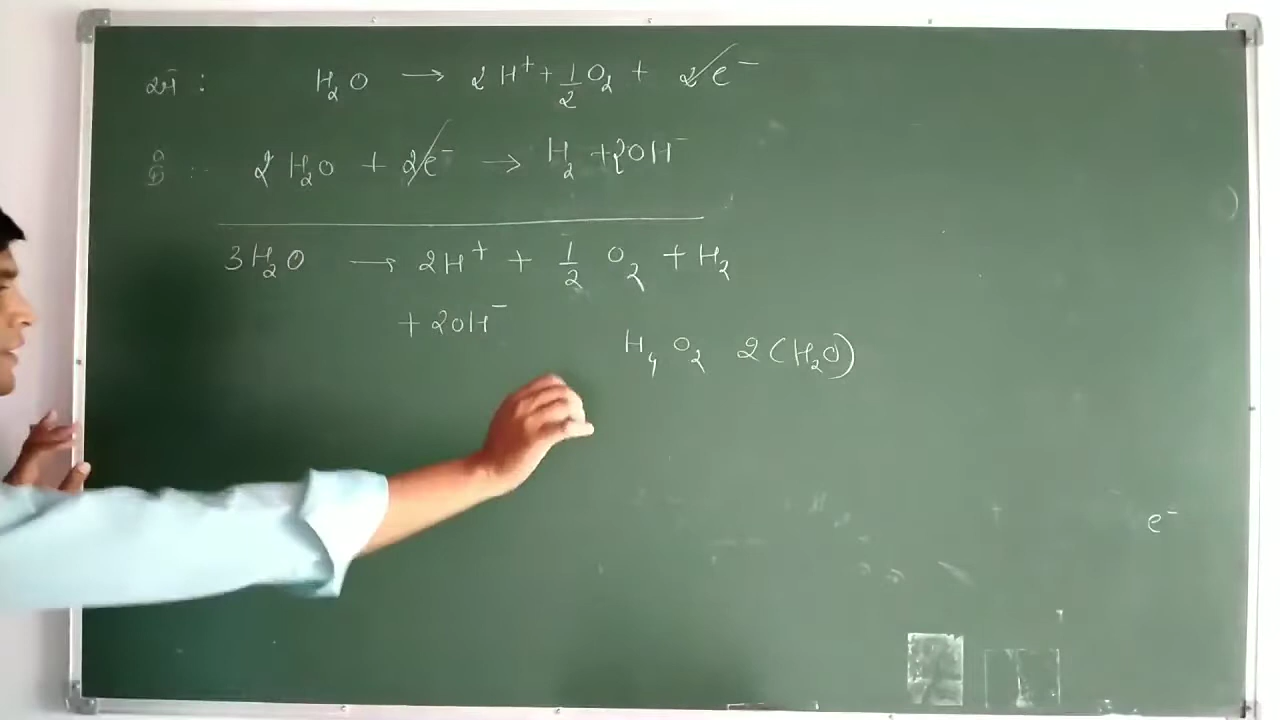 H₂O → 2H⁺ + 1/2 O₂ + 2e⁻
2H₂O + 2e⁻ → H₂ + 2OH⁻
3H₂O → 2H⁺ + 1/2 O₂ + H₂
+ 2OH⁻
H₄O₂ 2(H₂O)
e⁻